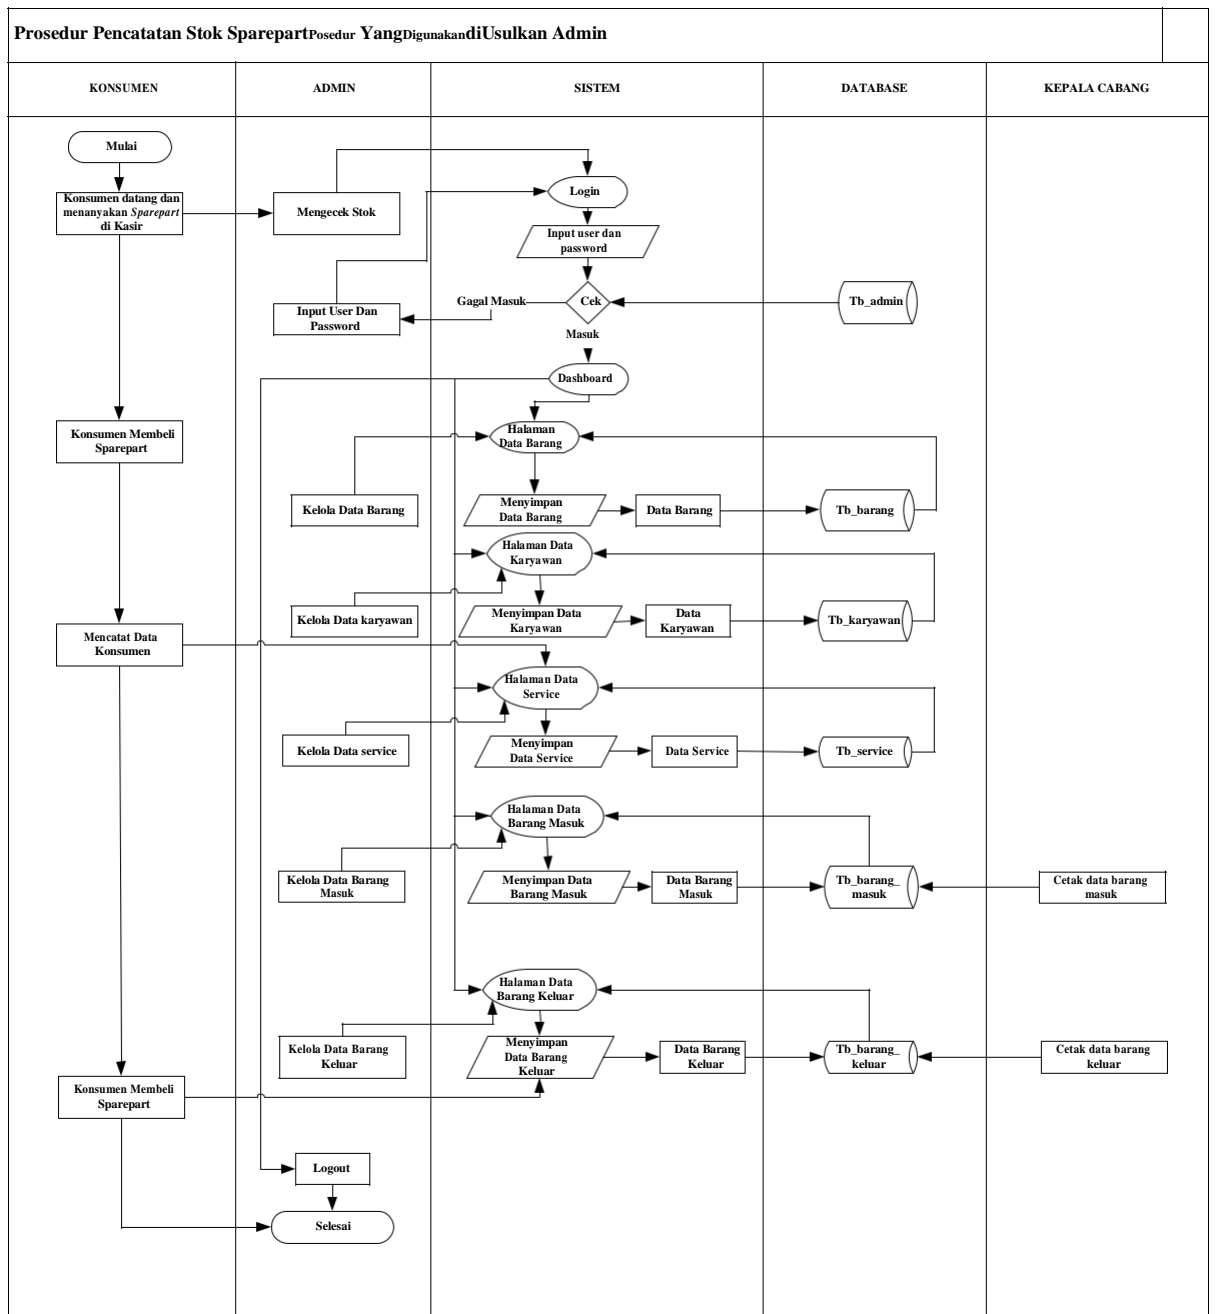 Prosedur Pencatatan Stok SparepartPosedur YangDigunakandiUsulkan Admin
KONSUMEN
ADMIN
SISTEM
DATABASE
KEPALA CABANG
Mulai
Konsumen datang dan
menanyakan Sparepart
di Kasir
Mengecek Stok
Login
Input user dan
password
Gagal Masuk
Cek
Tb_admin
Input User Dan
Password
Masuk
Dashboard
Konsumen Membeli
Sparepart
Halaman
Data Barang
Kelola Data Barang
Menyimpan
Data Barang
Data Barang
Tb_barang
Halaman Data
Karyawan
Kelola Data karyawan
Menyimpan Data
Karyawan
Data
Karyawan
Tb_karyawan
Mencatat Data
Konsumen
Halaman Data
Service
Kelola Data service
Menyimpan
Data Service
Data Service
Tb_service
Halaman Data
Barang Masuk
Kelola Data Barang
Masuk
Menyimpan Data
Barang Masuk
Data Barang
Masuk
Tb_barang_
masuk
Cetak data barang
masuk
Halaman Data
Barang Keluar
Kelola Data Barang
Keluar
Menyimpan
Data Barang
Keluar
Data Barang
Keluar
Tb_barang_
keluar
Cetak data barang
keluar
Konsumen Membeli
Sparepart
Logout
Selesai